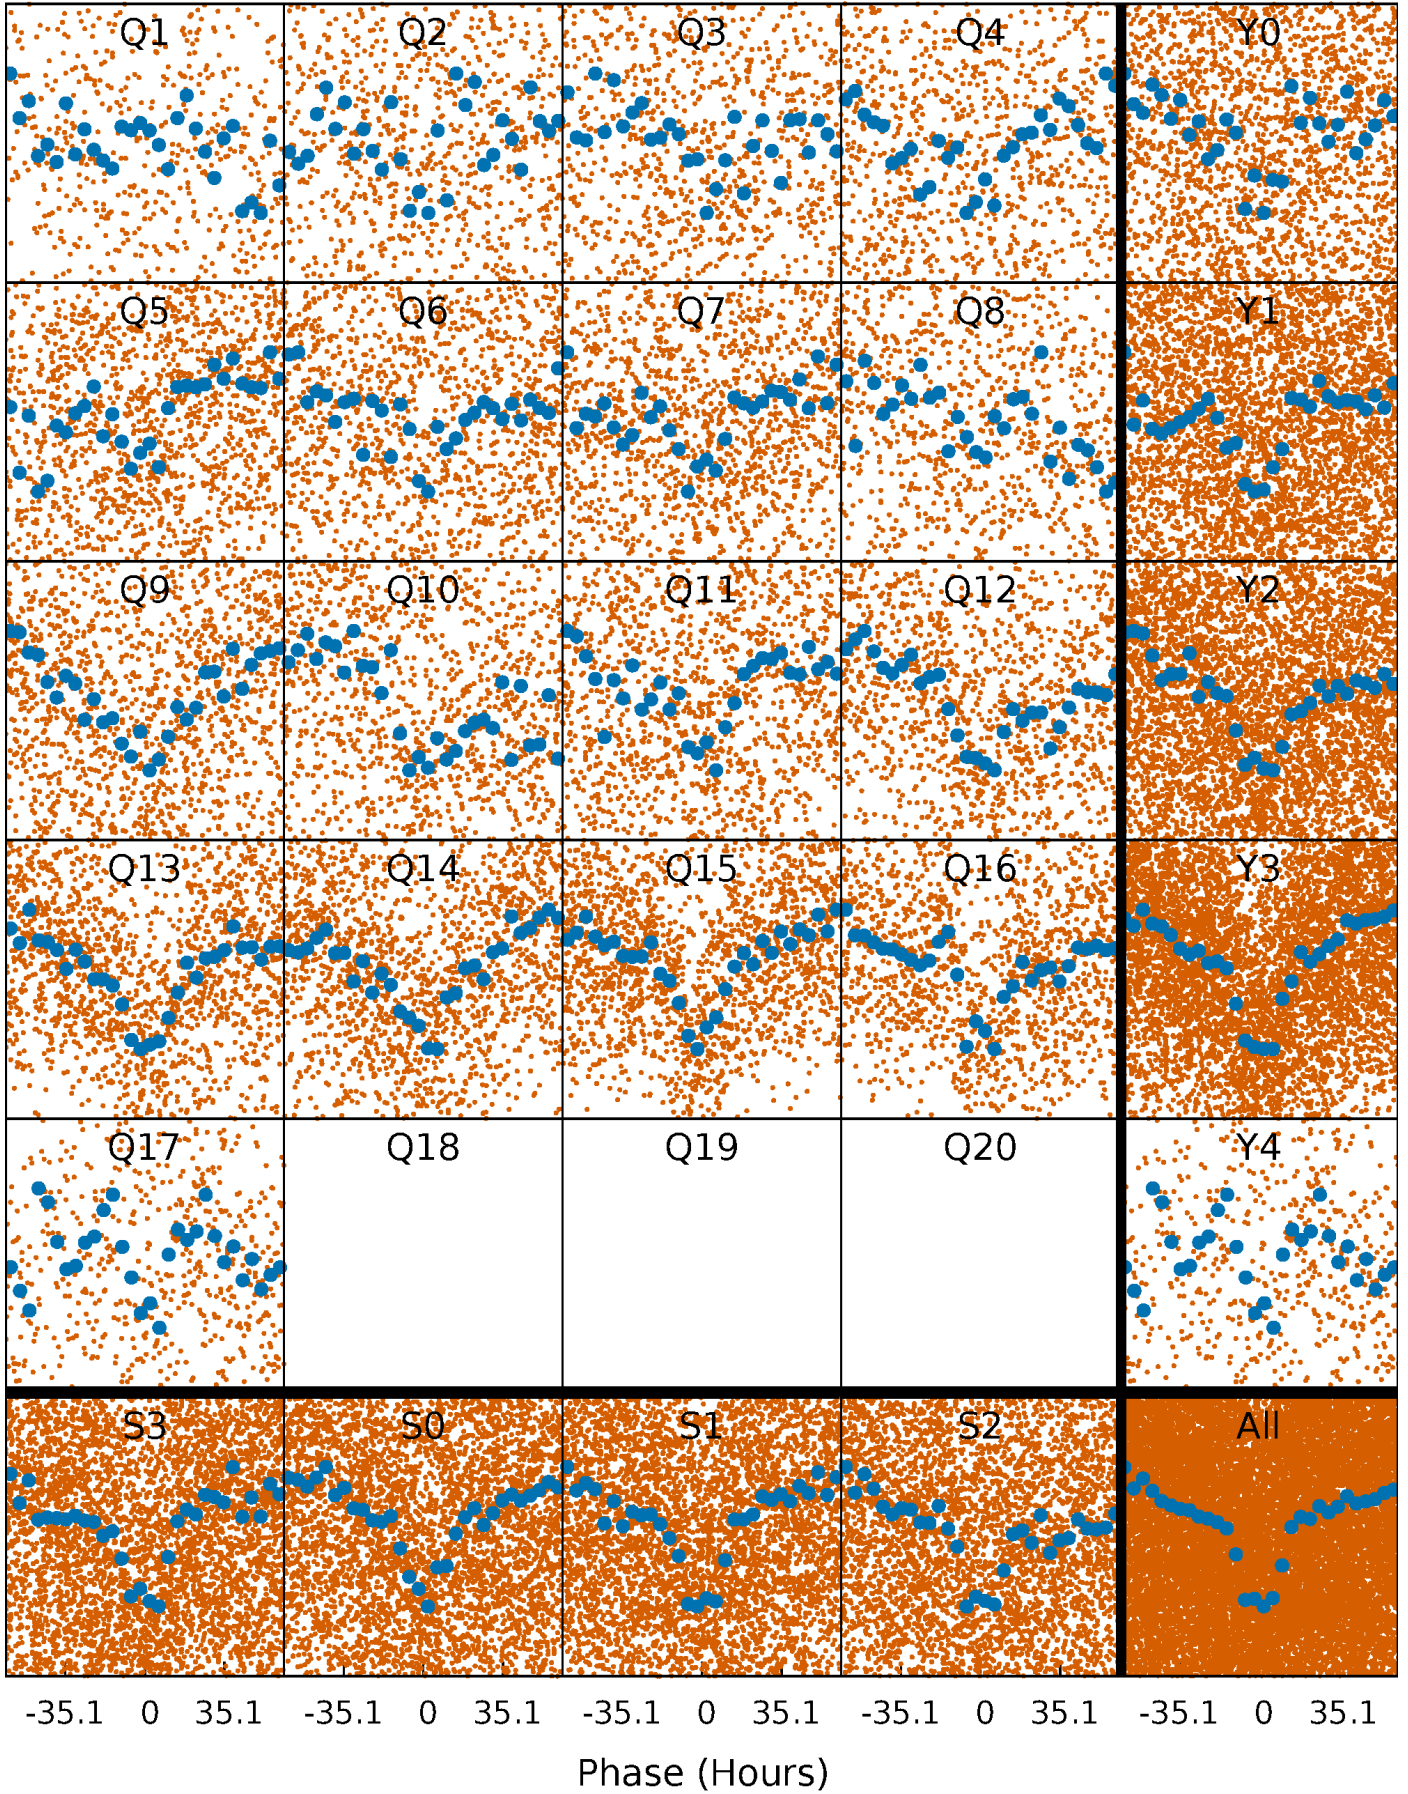 Q1 Q2 Q3 Q4 Y0
Q5 Q6 Q7 Q8 Y1
Q9 Q10 Q11 Q12 Y2
Q13 Q14 Q15 Q16 Y3
Q17 Q18 Q19 Q20 Y4
S3 S0 S1 S2 All
-35.1 0 35.1 -35.1 0 35.1 -35.1 0 35.1 -35.1 0 35.1 -35.1 0 35.1
Phase (Hours)